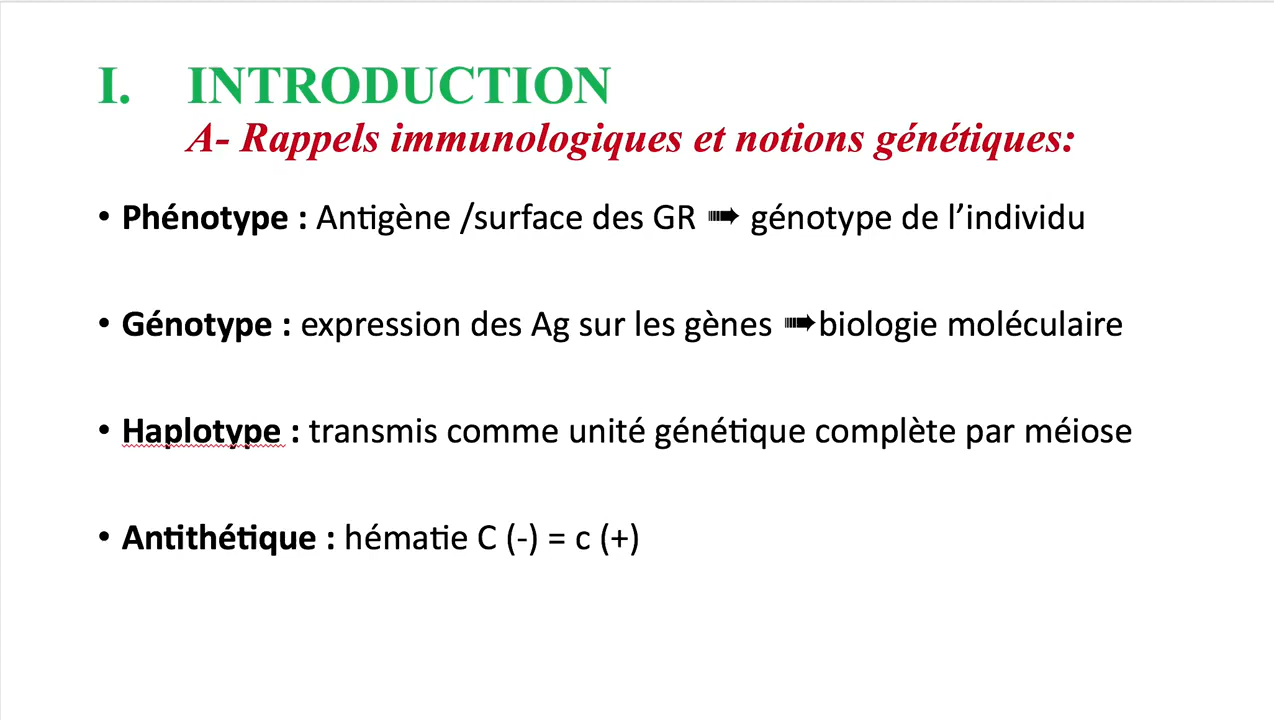 I. INTRODUCTION
A- Rappels immunologiques et notions génétiques:
• Phénotype : Antigène /surface des GR ➠ génotype de l’individu
• Génotype : expression des Ag sur les gènes ➠biologie moléculaire
• Haplotype : transmis comme unité génétique complète par méiose
• Antithétique : hématie C (-) = c (+)